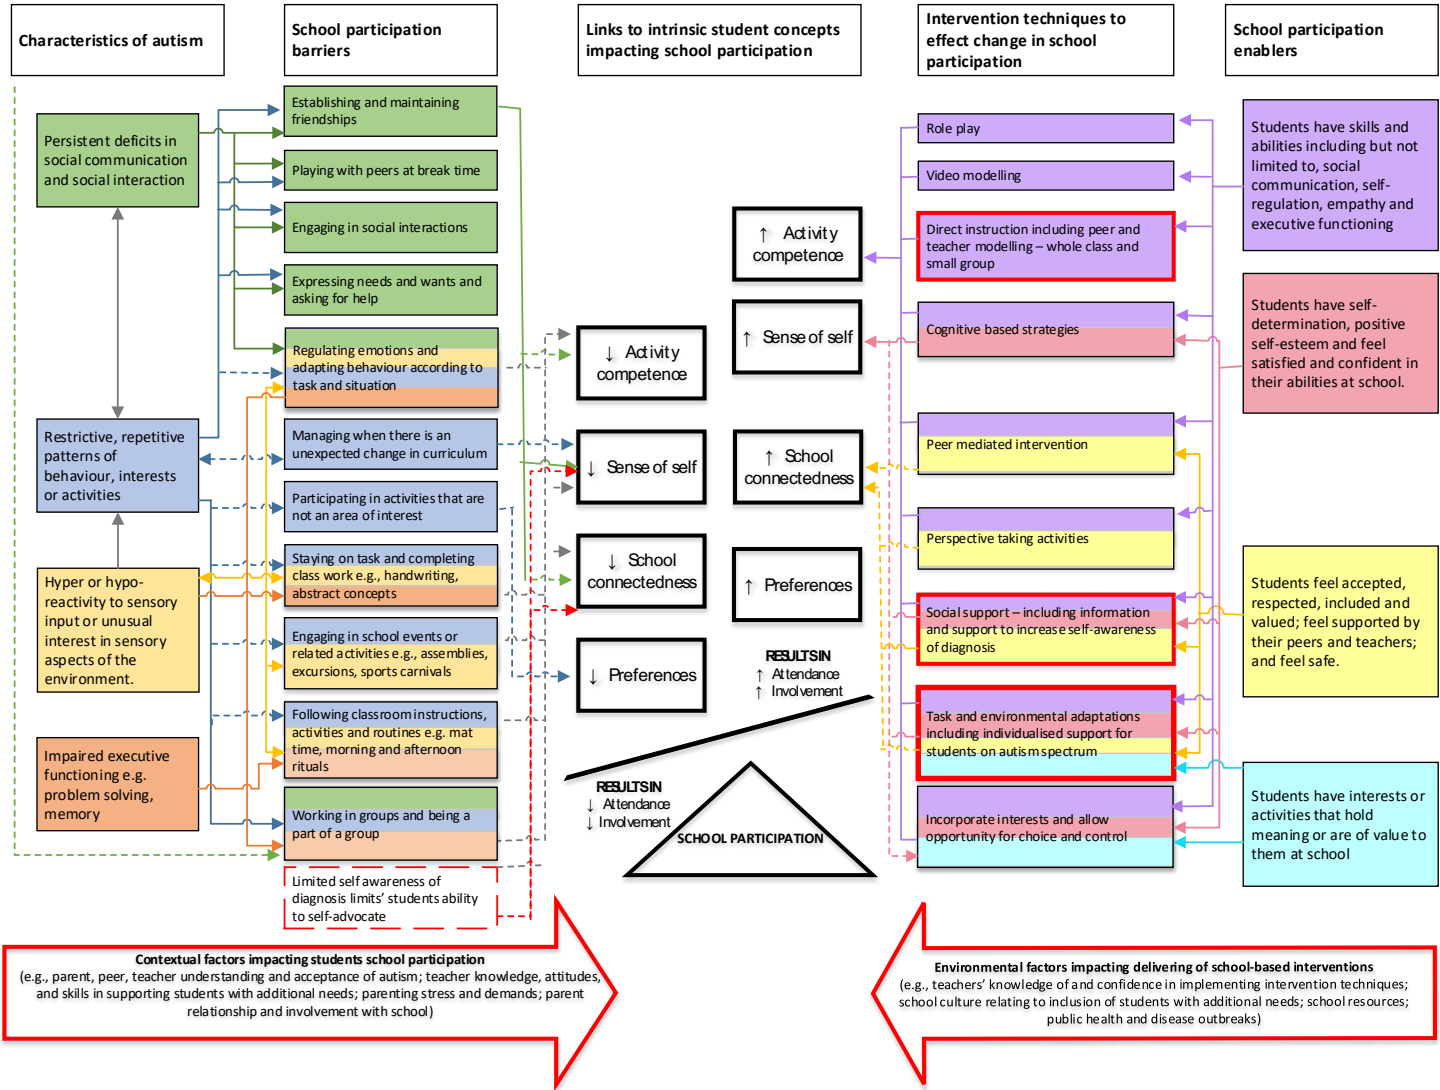 Characteristics of autism
School participation
barriers
Links to intrinsic student concepts
impacting school participation
Intervention techniques to
effect change in school
participation
School participation
enablers
Persistent deficits in
social communication
and social interaction
Restrictive, repetitive
patterns of
behaviour, interests
or activities
Hyper or hypo-
reactivity to sensory
input or unusual
interest in sensory
aspects of the
environment.
Impaired executive
functioning e.g.
problem solving,
memory
Establishing and maintaining
friendships
Playing with peers at break time
Engaging in social interactions
Expressing needs and wants and
asking for help
Regulating emotions and
adapting behaviour according to
task and situation
Managing when there is an
unexpected change in curriculum
Participating in activities that are
not an area of interest
Staying on task and completing
class work e.g., handwriting,
abstract concepts
Engaging in school events or
related activities e.g., assemblies,
excursions, sports carnivals
Following classroom instructions,
activities and routines e.g. mat
time, morning and afternoon
rituals
Working in groups and being a
part of a group
Limited self awareness of
diagnosis limits' students ability
to self-advocate
↓ Activity
competence
↓ Sense of self
↓ School
connectedness
↓ Preferences
↑ Activity
competence
↑ Sense of self
↑ School
connectedness
↑ Preferences
RESULTS IN
↑ Attendance
↑ Involvement
RESULTS IN
↓ Attendance
↓ Involvement
SCHOOL PARTICIPATION
Role play
Video modelling
Direct instruction including peer and
teacher modelling – whole class and
small group
Cognitive based strategies
Peer mediated intervention
Perspective taking activities
Social support – including information
and support to increase self-awareness
of diagnosis
Task and environmental adaptations
including individualised support for
students on autism spectrum
Incorporate interests and allow
opportunity for choice and control
Students have skills and
abilities including but not
limited to, social
communication, self-
regulation, empathy and
executive functioning
Students have self-
determination, positive
self-esteem and feel
satisfied and confident in
their abilities at school.
Students feel accepted,
respected, included and
valued; feel supported by
their peers and teachers;
and feel safe.
Students have interests or
activities that hold
meaning or are of value to
them at school
Contextual factors impacting students school participation
(e.g., parent, peer, teacher understanding and acceptance of autism; teacher knowledge, attitudes,
and skills in supporting students with additional needs; parenting stress and demands; parent
relationship and involvement with school)
Environmental factors impacting delivering of school-based interventions
(e.g., teachers' knowledge of and confidence in implementing intervention techniques;
school culture relating to inclusion of students with additional needs; school resources;
public health and disease outbreaks)